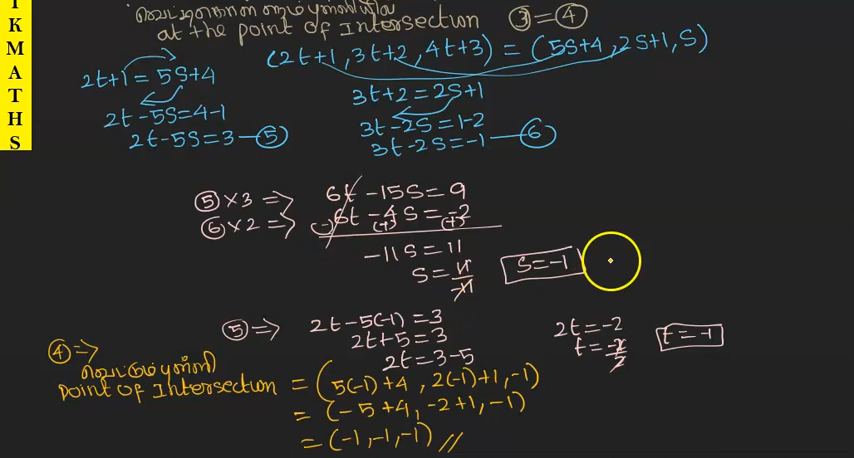 T
K
M
A
T
H
S
at the point of Intersection ③=④
(2t+1, 3t+2, 4t+3) = (5s+4, 2s+1, s)
2t+1 = 5s+4
2t-5s=4-1
2t-5s=3 —⑤
3t+2=2s+1
3t-2s=1-2
3t-2s=-1 —⑥
⑤×3 => 6t-15s=9
⑥×2 => 6t-4s=-2
(-) (+) (+)
-11s=11
s=11/-11
s=-1
⑤=> 2t-5(-1)=3
2t+5=3
2t=3-5
2t=-2
t=-2/2
t=-1
④=>
Point Of Intersection = (5(-1)+4, 2(-1)+1, -1)
= (-5+4, -2+1, -1)
= (-1, -1, -1) //